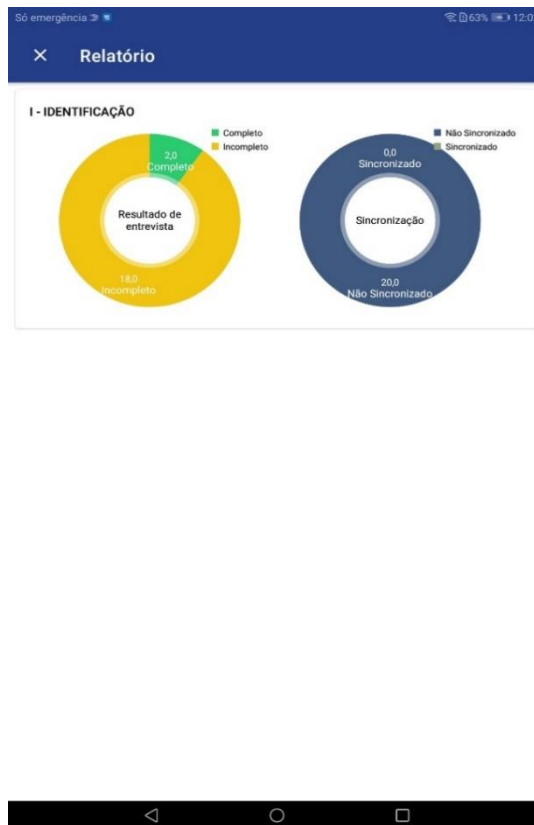 Só emergência
63% 12:0
Relatório
I - IDENTIFICAÇÃO
Completo
Incompleto
2,0
Completo
Resultado de
entrevista
18,0
Incompleto
Não Sincronizado
Sincronizado
0,0
Sincronizado
Sincronização
20,0
Não Sincronizado